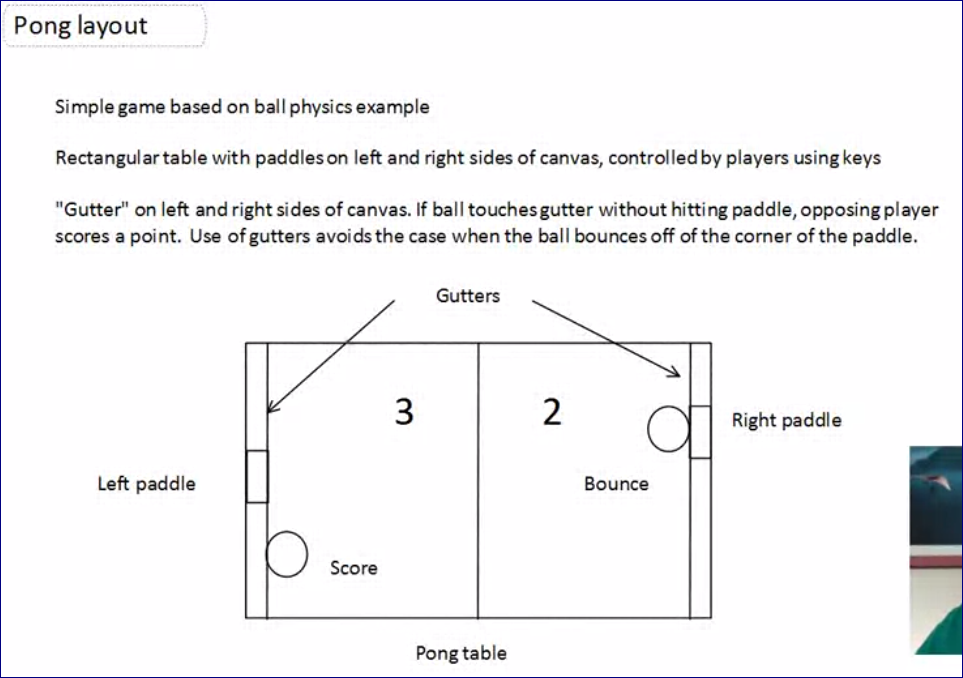 Pong layout
Simple game based on ball physics example
Rectangular table with paddles on left and right sides of canvas, controlled by players using keys
"Gutter" on left and right sides of canvas. If ball touches gutter without hitting paddle, opposing player
scores a point. Use of gutters avoids the case when the ball bounces off of the corner of the paddle.
Gutters
3 2
Right paddle
Left paddle
Bounce
Score
Pong table